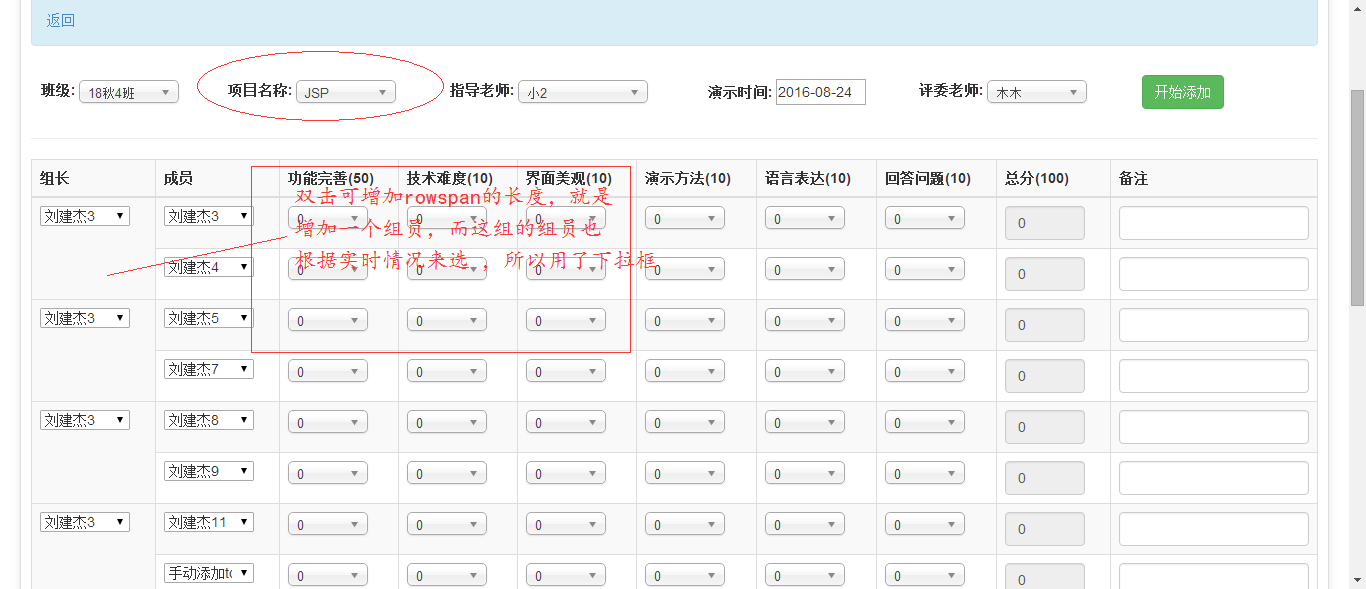 返回
班级: 18秋4班 项目名称: JSP 指导老师: 小2 演示时间: 2016-08-24 评委老师: 木木 开始添加
组长 成员 功能完善(50) 技术难度(10) 界面美观(10) 演示方法(10) 语言表达(10) 回答问题(10) 总分(100) 备注
双击可增加rowspan的长度，就是
刘建杰3 刘建杰3 0 0 0 0 0 0 0
增加一个组员，而这组的组员也
根据实时情况来选 ，所以用了下拉框
刘建杰4 0 0 0 0 0 0 0
刘建杰3 刘建杰5 0 0 0 0 0 0 0
刘建杰7 0 0 0 0 0 0 0
刘建杰3 刘建杰8 0 0 0 0 0 0 0
刘建杰9 0 0 0 0 0 0 0
刘建杰3 刘建杰11 0 0 0 0 0 0 0
手动添加 0 0 0 0 0 0 0